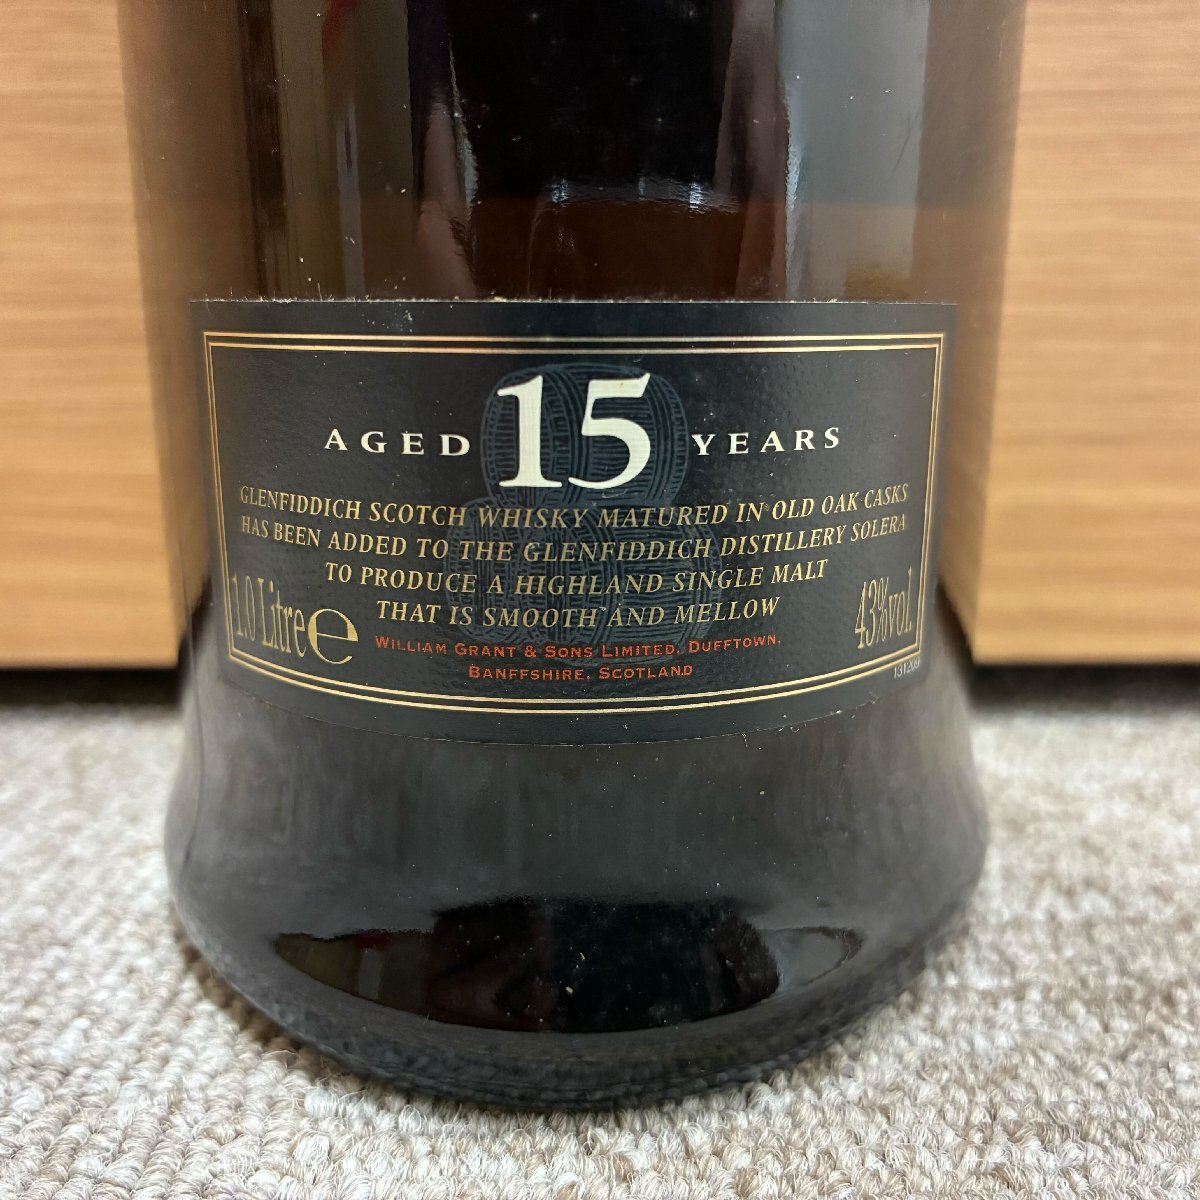 AGED 15 YEARS
GLENFIDDICH SCOTCH WHISKY MATURED IN OLD OAK CASKS
HAS BEEN ADDED TO THE GLENFIDDICH DISTILLERY SOLERA
TO PRODUCE A HIGHLAND SINGLE MALT
THAT IS SMOOTH AND MELLOW
1.0 Litre e
43%vol.
WILLIAM GRANT & SONS LIMITED, DUFFTOWN,
BANFFSHIRE, SCOTLAND